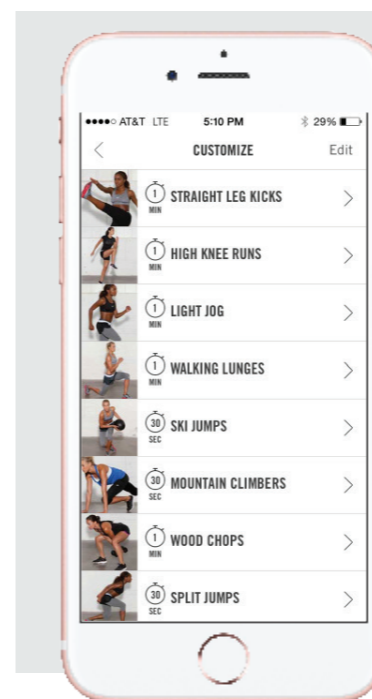 AT&T LTE 5:10 PM 29%
CUSTOMIZE Edit
1 MIN STRAIGHT LEG KICKS
1 MIN HIGH KNEE RUNS
1 MIN LIGHT JOG
1 MIN WALKING LUNGES
30 SEC SKI JUMPS
30 SEC MOUNTAIN CLIMBERS
1 MIN WOOD CHOPS
30 SEC SPLIT JUMPS